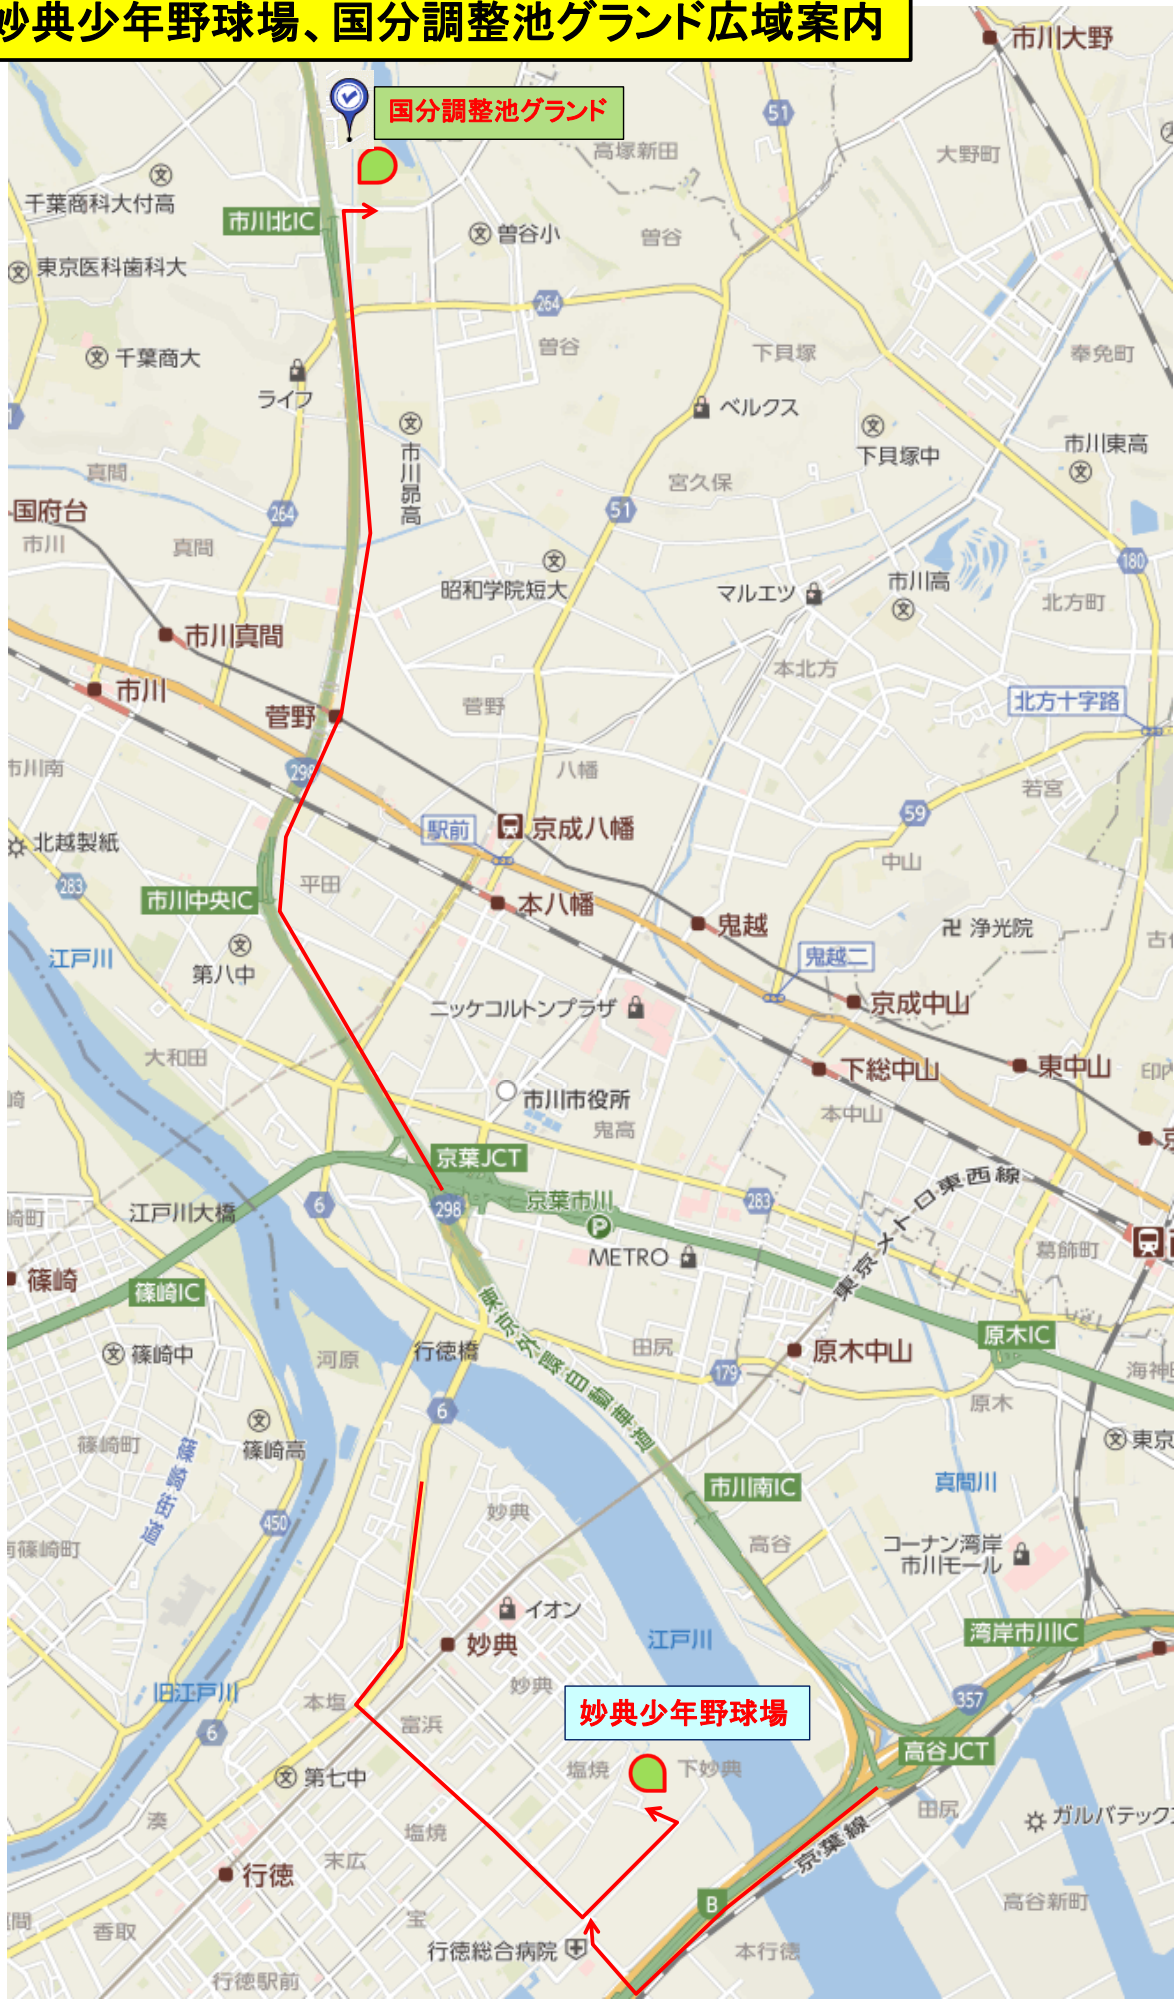 妙典少年野球場、国分調整池グランド広域案内
市川大野
国分調整池グランド
51
高塚新田
大野町
千葉商科大付高
市川北IC
曽谷小
曽谷
東京医科歯科大
264
曽谷
下貝塚
奉免町
千葉商大
ライフ
ベルクス
市川昴高
下貝塚中
市川東高
真間
宮久保
国府台
264
51
市川
真間
昭和学院短大
180
マルエツ
市川高
北方町
市川真間
本北方
市川
菅野
菅野
北方十字路
市川南
298
八幡
若宮
59
北越製紙
駅前
京成八幡
中山
283
平田
市川中央IC
本八幡
鬼越
浄光院
江戸川
第八中
鬼越二
ニッケコルトンプラザ
京成中山
大和田
下総中山
東中山
市川市役所
本中山
鬼高
京葉JCT
東京メトロ東西線
江戸川大橋
6
298
京葉市川
283
P
METRO
葛飾町
篠崎
篠崎IC
東京外環自動車道
原木IC
篠崎中
河原
行徳橋
田尻
原木中山
179
原木
6
篠崎町
篠崎高
篠崎街道
市川南IC
真間川
妙典
450
高谷
コーナン湾岸
市川モール
イオン
妙典
江戸川
湾岸市川IC
旧江戸川
本塩
妙典
357
富浜
妙典少年野球場
6
高谷JCT
第七中
塩焼
下妙典
湊
塩焼
田尻
末広
京葉線
行徳
B
高谷新町
香取
宝
行徳総合病院
本行徳
行徳駅前